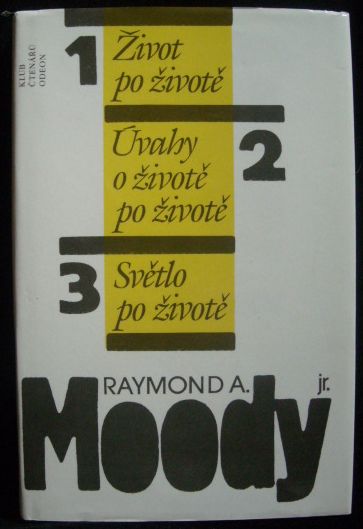 KLUB
ČTENÁŘŮ
ODEON
1
Život
po životě
2
Úvahy
o životě
po životě
3
Světlo
po životě
RAYMOND A. jr.
Moody